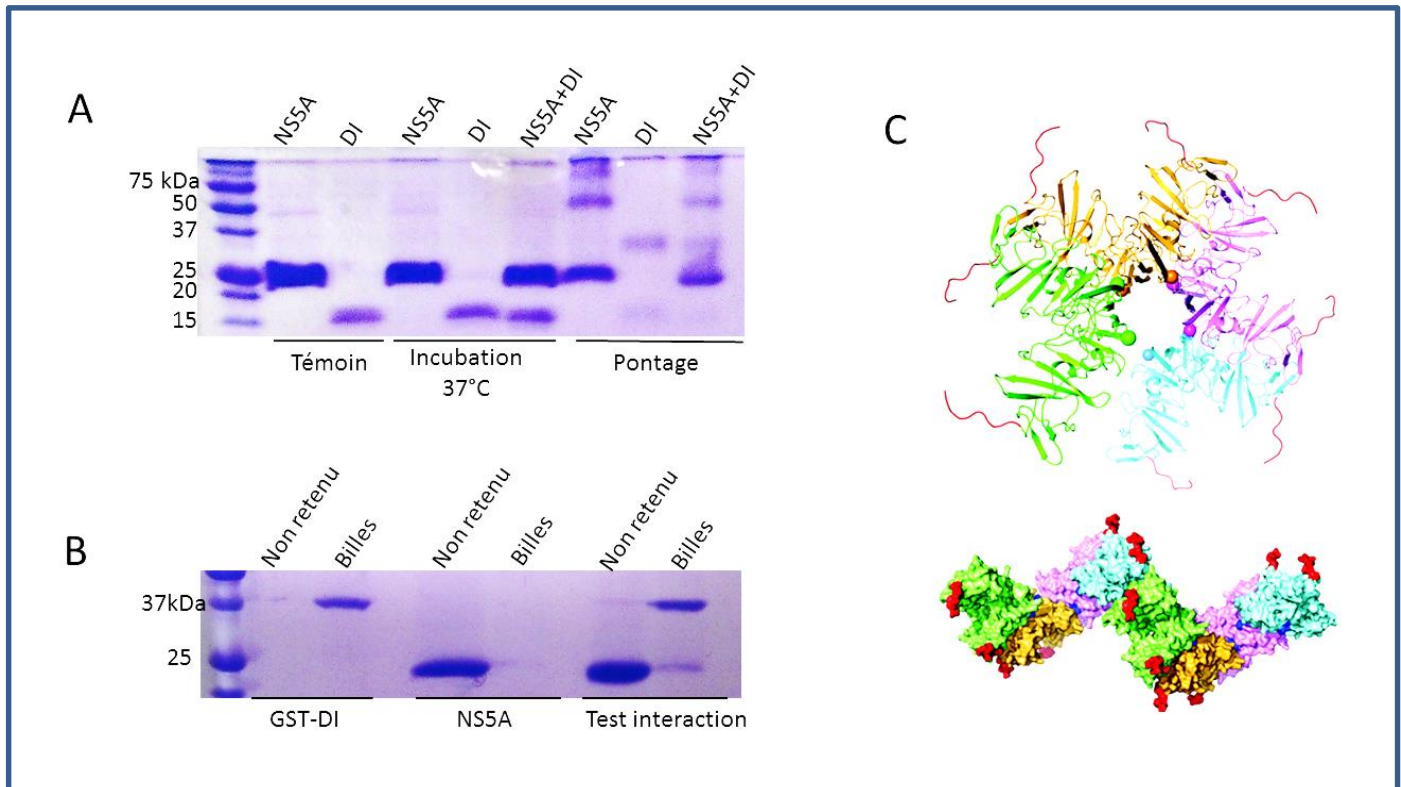 A
NS5A DI NS5A DI NS5A+DI NS5A DI NS5A+DI
75 kDa
50
37
25
20
15
Témoin Incubation 37°C Pontage
B
Non retenu Billes Non retenu Billes Non retenu Billes
37kDa
25
GST-DI NS5A Test interaction
C